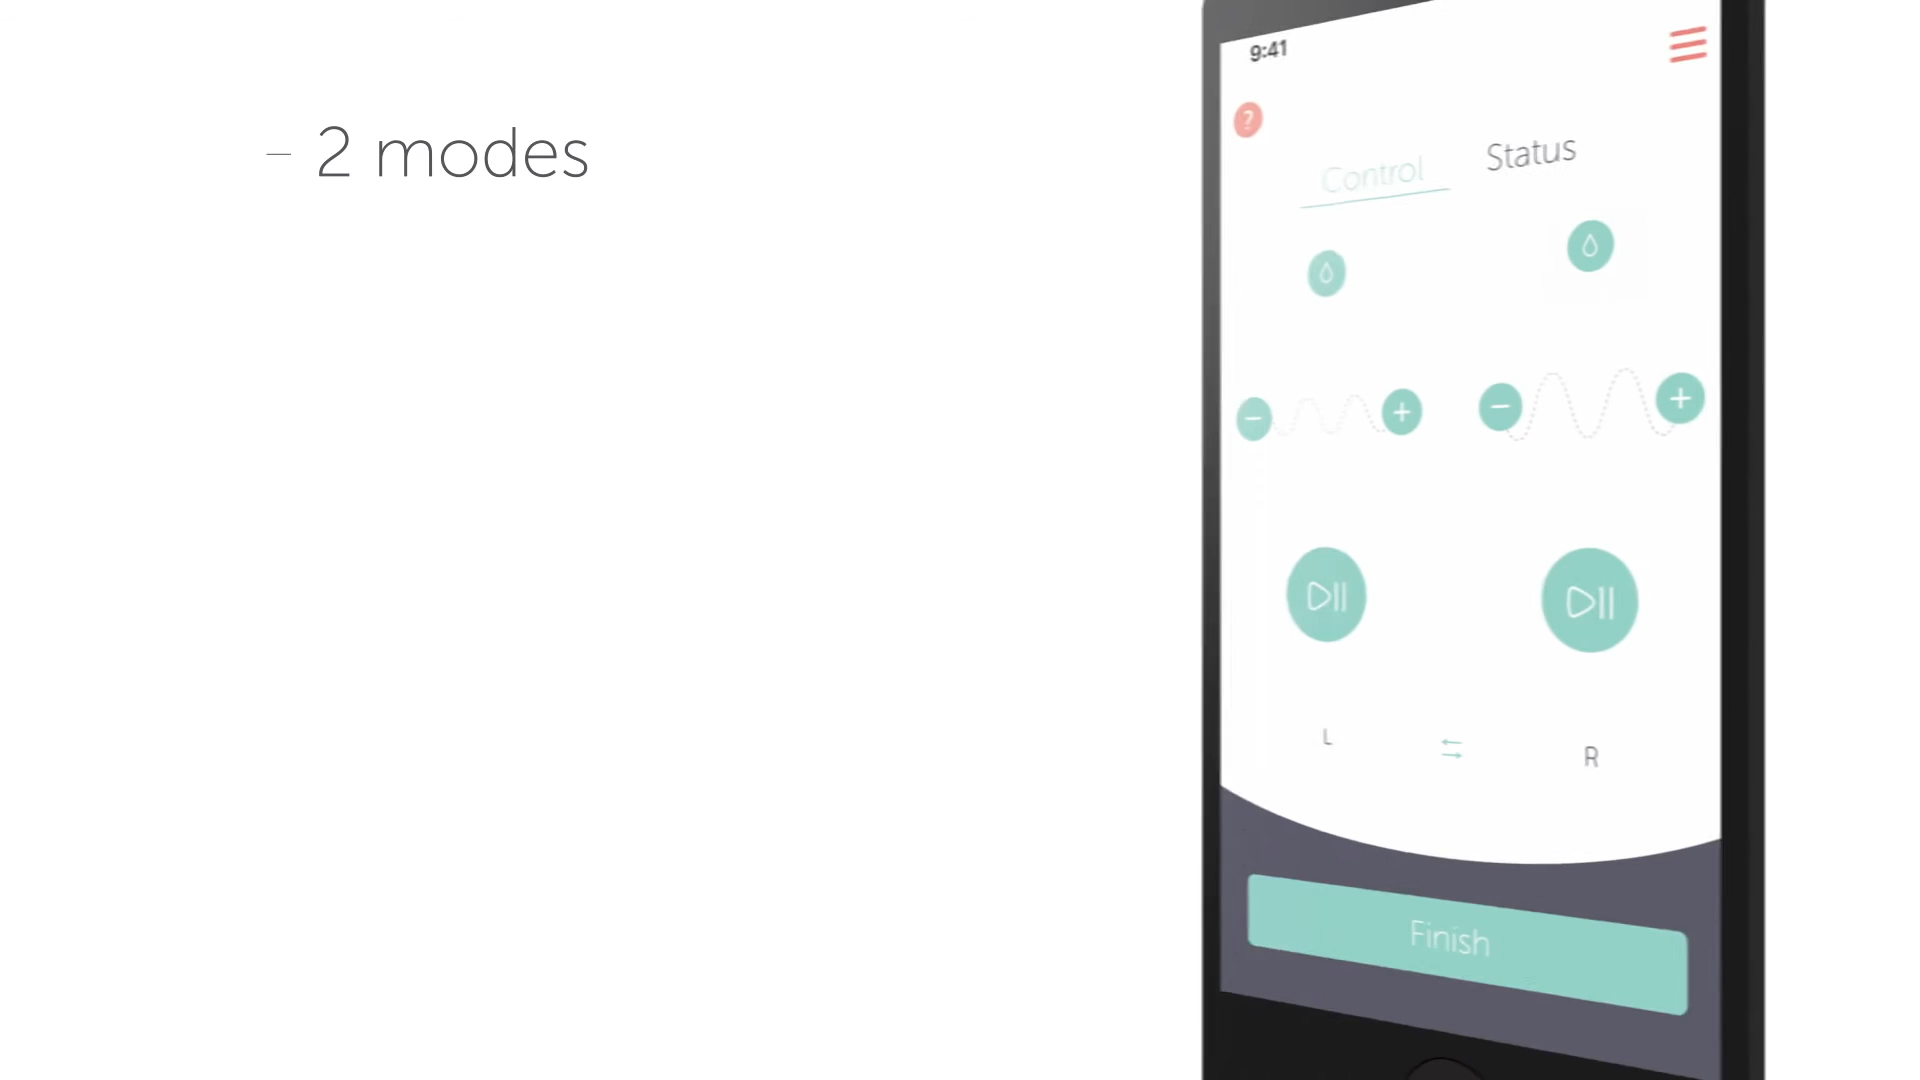 – 2 modes
9:41
?
Control Status
L R
Finish